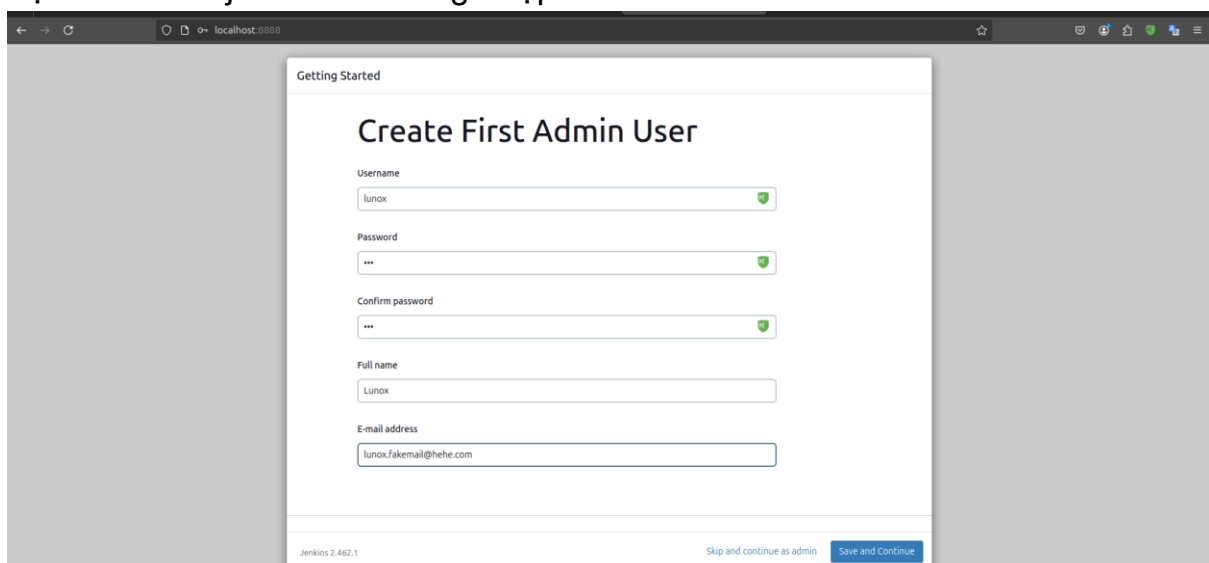 localhost:8888
Getting Started
Create First Admin User
Username
lunox
Password
•••
Confirm password
•••
Full name
Lunox
E-mail address
lunox.fakemail@hehe.com
Jenkins 2.462.1
Skip and continue as admin
Save and Continue